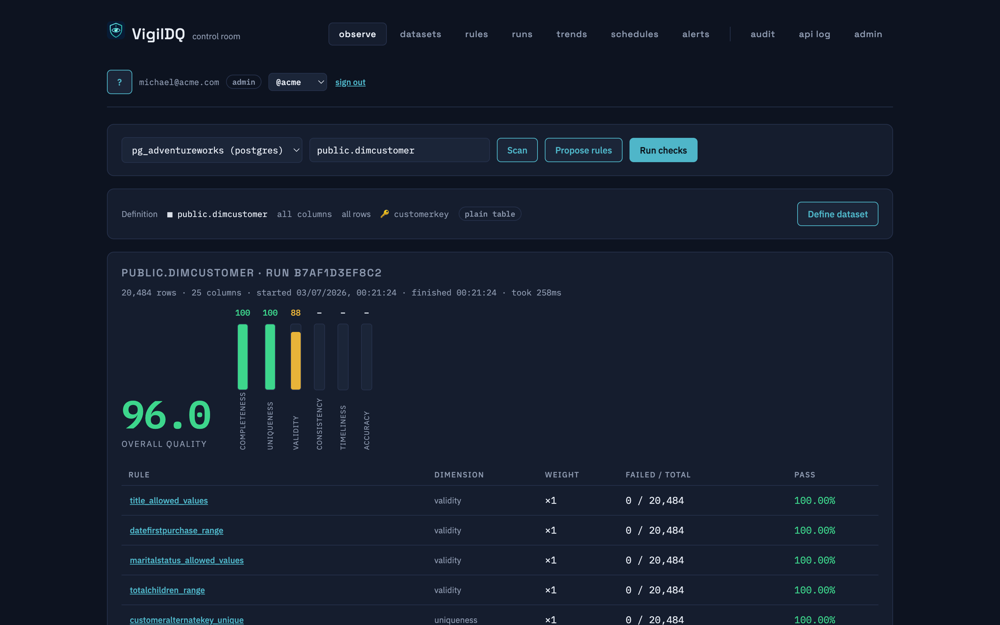 VigilDQ control room observe datasets rules runs trends schedules alerts audit api log admin
? michael@acme.com admin @acme sign out
pg_adventureworks (postgres) public.dimcustomer Scan Propose rules Run checks
Definition public.dimcustomer all columns all rows customerkey plain table Define dataset
PUBLIC.DIMCUSTOMER · RUN B7AF1D3EF8C2
20,484 rows · 25 columns · started 03/07/2026, 00:21:24 · finished 00:21:24 · took 258ms
100 100 88 – – –
96.0
OVERALL QUALITY
COMPLETENESS
UNIQUENESS
VALIDITY
CONSISTENCY
TIMELINESS
ACCURACY
RULE DIMENSION WEIGHT FAILED / TOTAL PASS
title_allowed_values validity ×1 0 / 20,484 100.00%
datefirstpurchase_range validity ×1 0 / 20,484 100.00%
maritalstatus_allowed_values validity ×1 0 / 20,484 100.00%
totalchildren_range validity ×1 0 / 20,484 100.00%
customeralternatekey_unique uniqueness ×1 0 / 20,484 100.00%